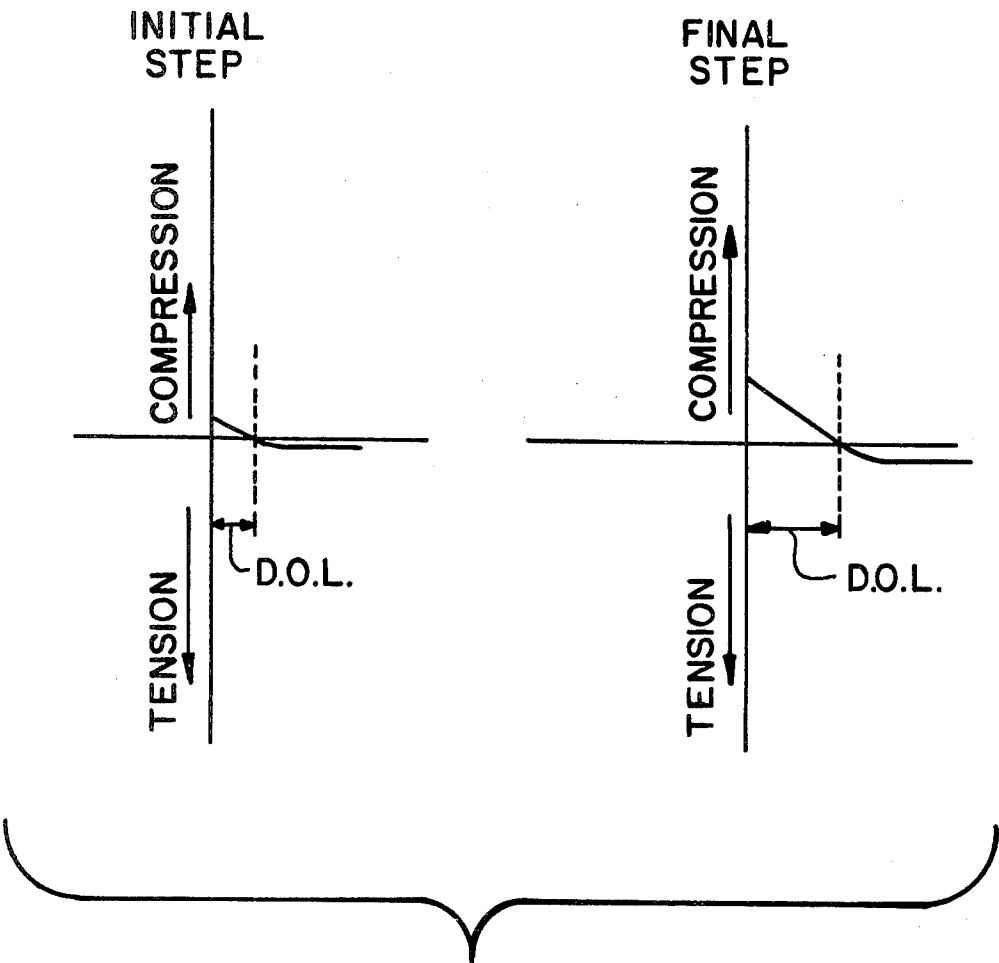 INITIAL
STEP
COMPRESSION
TENSION
D.O.L.
FINAL
STEP
COMPRESSION
TENSION
D.O.L.